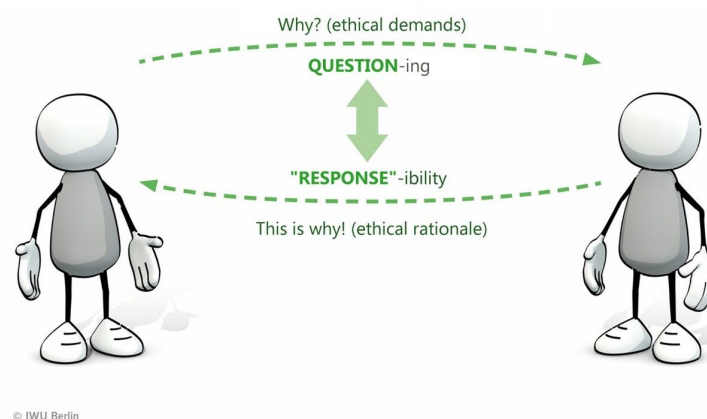 Why? (ethical demands)
QUESTION-ing
"RESPONSE"-ibility
This is why! (ethical rationale)
© IWU Berlin